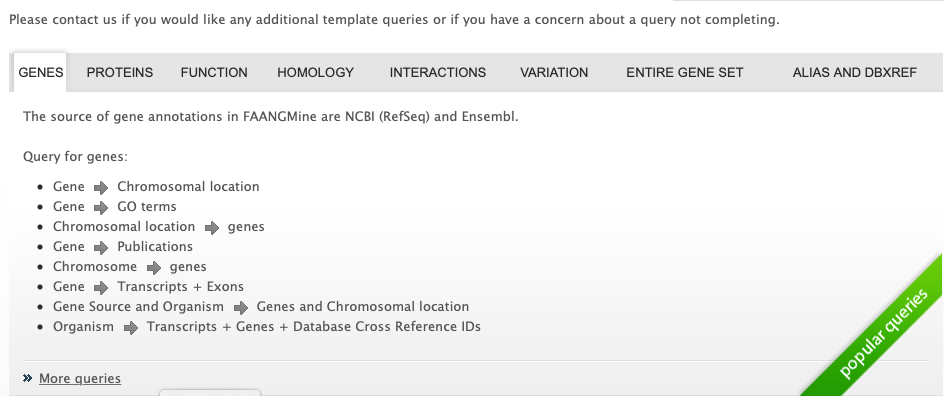 Please contact us if you would like any additional template queries or if you have a concern about a query not completing.
GENES PROTEINS FUNCTION HOMOLOGY INTERACTIONS VARIATION ENTIRE GENE SET ALIAS AND DBXREF
The source of gene annotations in FAANGMine are NCBI (RefSeq) and Ensembl.
Query for genes:
Gene Chromosomal location
Gene GO terms
Chromosomal location genes
Gene Publications
Chromosome genes
Gene Transcripts + Exons
Gene Source and Organism Genes and Chromosomal location
Organism Transcripts + Genes + Database Cross Reference IDs
popular queries
» More queries